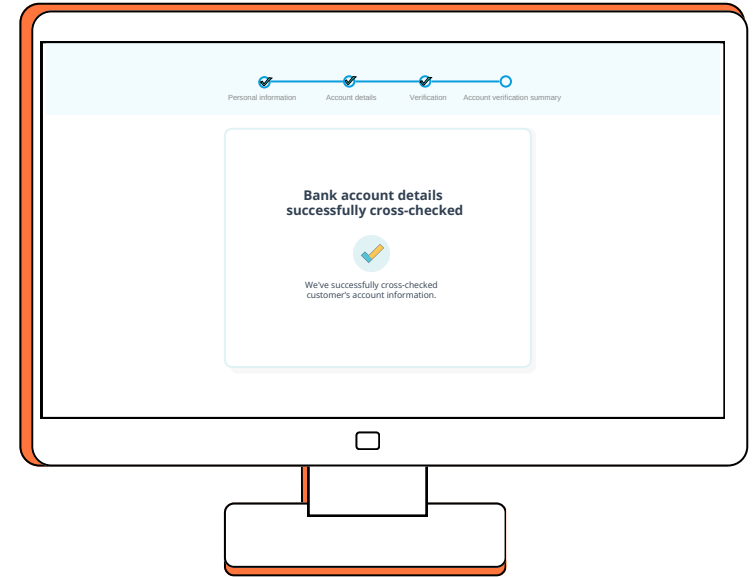 Personal information
Account details
Verification
Account verification summary
Bank account details
successfully cross-checked
We've successfully cross-checked
customer's account information.